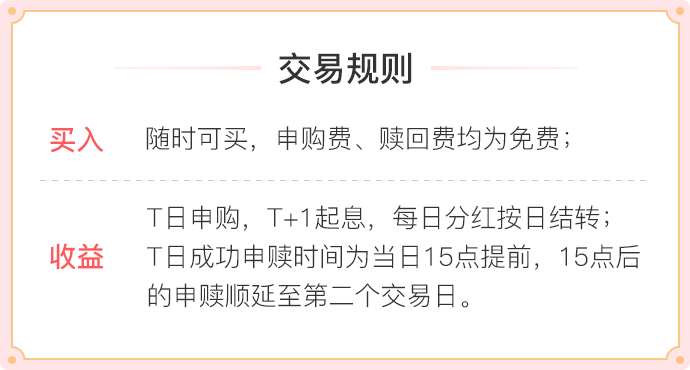 交易规则
买入
随时可买，申购费、赎回费均为免费；
收益
T日申购，T+1起息，每日分红按日结转；
T日成功申赎时间为当日15点提前，15点后
的申赎顺延至第二个交易日。